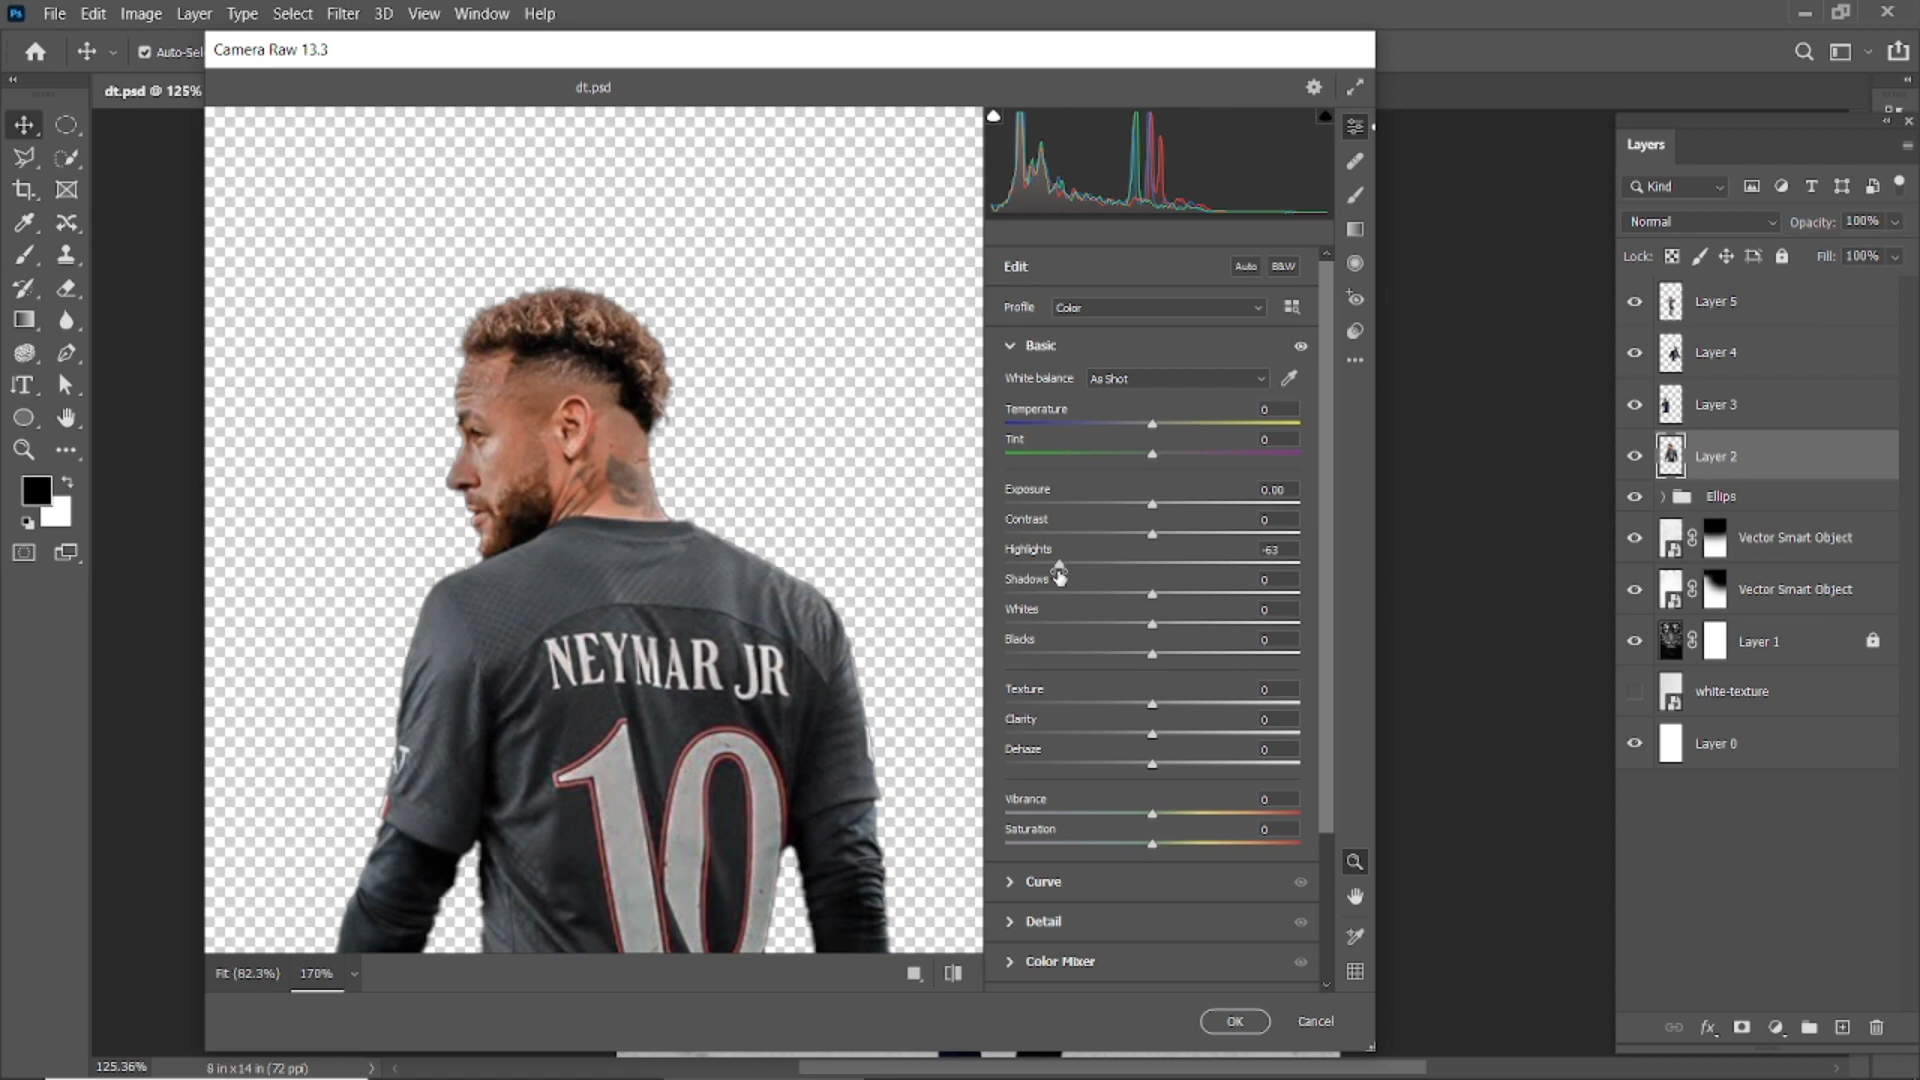 Ps File Edit Image Layer Type Select Filter 3D View Window Help
Auto-Sel
Camera Raw 13.3
dt.psd @ 125%
dt.psd
NEYMAR JR
10
Fit (82.3%) 170%
Edit Auto B&W
Profile Color
Basic
White balance As Shot
Temperature 0
Tint 0
Exposure 0.00
Contrast 0
Highlights -63
Shadows 0
Whites 0
Blacks 0
Texture 0
Clarity 0
Dehaze 0
Vibrance 0
Saturation 0
Curve
Detail
Color Mixer
OK Cancel
Layers
Kind
Normal Opacity: 100%
Lock: Fill: 100%
Layer 5
Layer 4
Layer 3
Layer 2
Ellips
Vector Smart Object
Vector Smart Object
Layer 1
white-texture
Layer 0
fx
125.36% 8 in x 14 in (72 ppi)